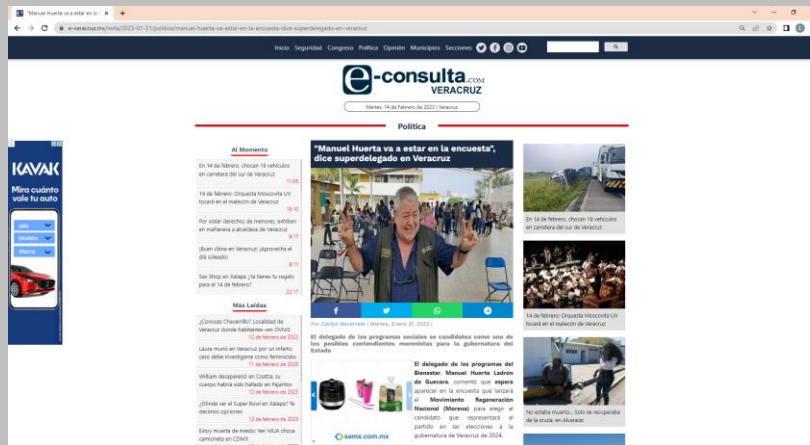 "Manuel Huerta va a estar en la
e-veracruz.mx/nota/2023-01-31/politica/manuel-huerta-va-estar-en-la-encuesta-dice-superdelegado-en-veracruz
Inicio Seguridad Congreso Política Opinión Municipios Secciones
e-consulta.COM
VERACRUZ
Martes, 14 de Febrero de 2023 | Veracruz
Política
KAVAK
Mira cuánto
vale tu auto
Año
Modelo
Marca
Al Momento
En 14 de febrero, chocan 18 vehículos
en carretera del sur de Veracruz
11:05
14 de febrero: Orquesta Moscovita UV
tocará en el malecón de Veracruz
10:10
Por violar derechos de menores, exhiben
en mañanera a alcaldesa de Veracruz
9:17
¡Buen clima en Veracruz! ¡Aprovecha el
día soleado!
8:11
Sex Shop en Xalapa ¿Ya tienes tu regalo
para el 14 de febrero?
22:17
Más Leídas
¿Conoces Chavarrillo? Localidad de
Veracruz donde habitantes ven OVNIS
12 de febrero de 2023
Laura murió en Veracruz por un infarto;
caso debe investigarse como feminicidio
11 de febrero de 2023
William desapareció en Coatza; su
cuerpo habría sido hallado en Pajaritos
12 de febrero de 2023
¿Dónde ver el Super Bowl en Xalapa? Te
decimos opciones
12 de febrero de 2023
Estoy muerta de miedo: Yeri MUA choca
camioneta en CDMX
"Manuel Huerta va a estar en la encuesta",
dice superdelegado en Veracruz
Por Carlos Navarrete | Martes, Enero 31, 2023 |
El delegado de los programas sociales se candidatea como uno de
los posibles contendientes morenistas para la gubernatura del
Estado
sams.com.mx
El delegado de los programas del
Bienestar, Manuel Huerta Ladrón
de Guevara, comentó que espera
aparecer en la encuesta que lanzará
el Movimiento Regeneración
Nacional (Morena) para elegir al
candidato que representará al
partido en las elecciones a la
gubernatura de Veracruz de 2024.
En 14 de febrero, chocan 18 vehículos
en carretera del sur de Veracruz
14 de febrero: Orquesta Moscovita UV
tocará en el malecón de Veracruz
No estaba muerto... Solo se recuperaba
de la cruda, en Alvarado